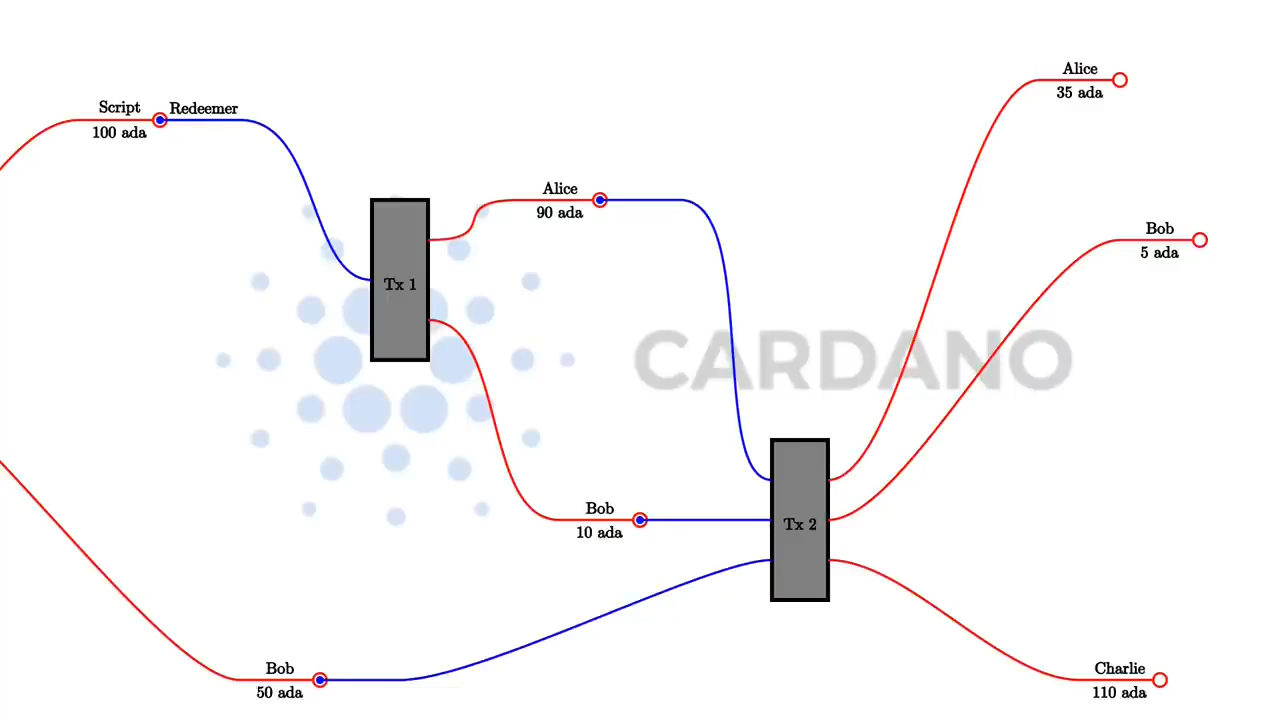 Alice
35 ada
Script
Redeemer
100 ada
Alice
90 ada
Bob
5 ada
Tx 1
CARDANO
Bob
10 ada
Tx 2
Bob
50 ada
Charlie
110 ada